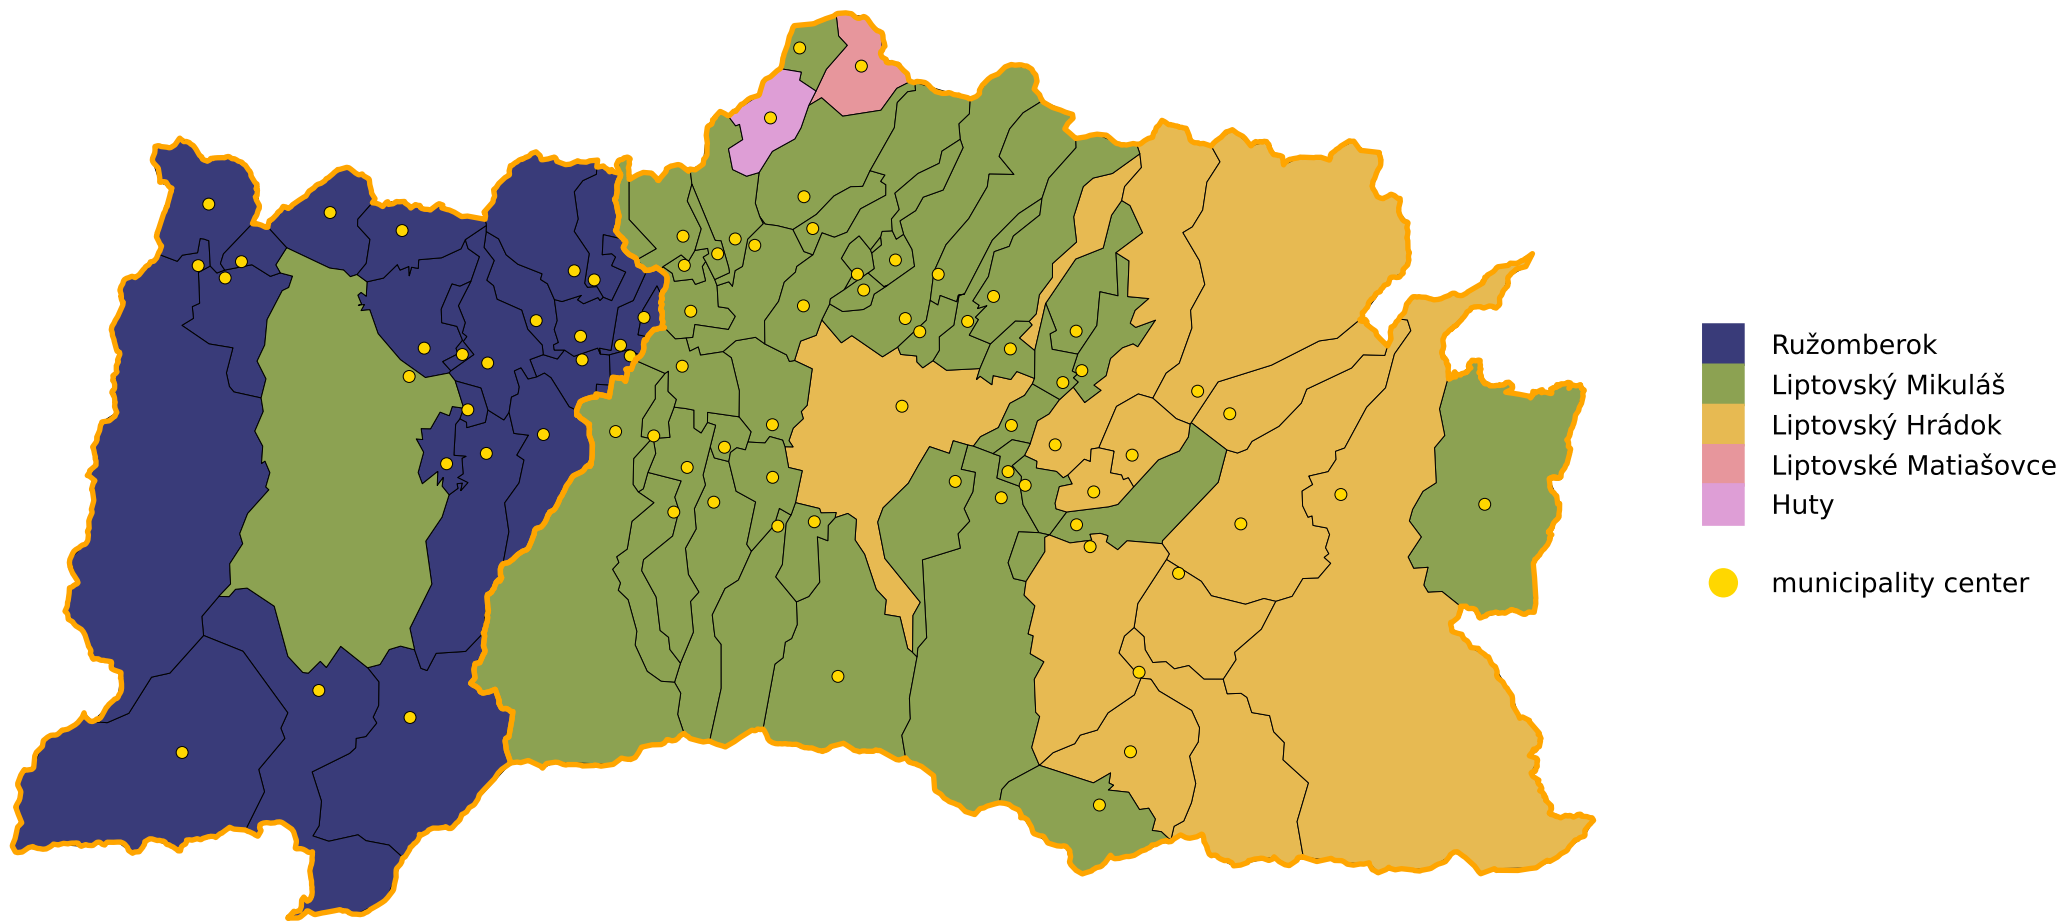 Ružomberok
Liptovský Mikuláš
Liptovský Hrádok
Liptovské Matiašovce
Huty
municipality center